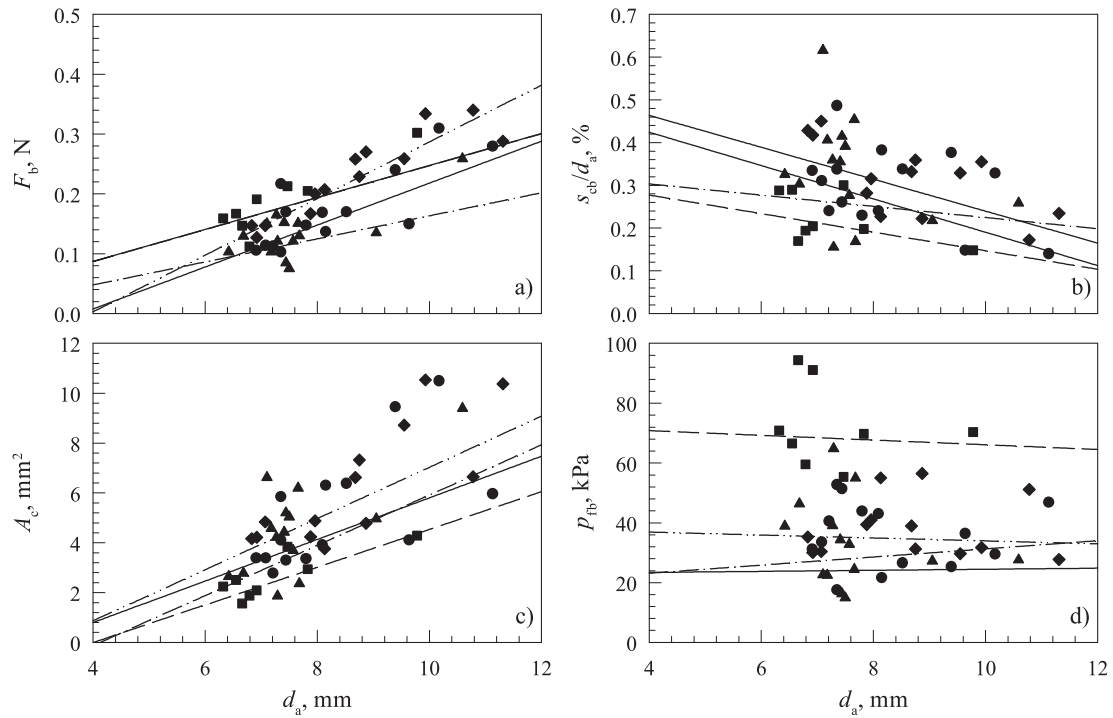 0.5
0.4
0.3
0.2
0.1
0.0
F_b, N
a)
0.7
0.6
0.5
0.4
0.3
0.2
0.1
0.0
s_cb/d_a, %
b)
12
10
8
6
4
2
0
A_c, mm²
c)
4 6 8 10 12
d_a, mm
100
80
60
40
20
0
p_fb, kPa
d)
4 6 8 10 12
d_a, mm